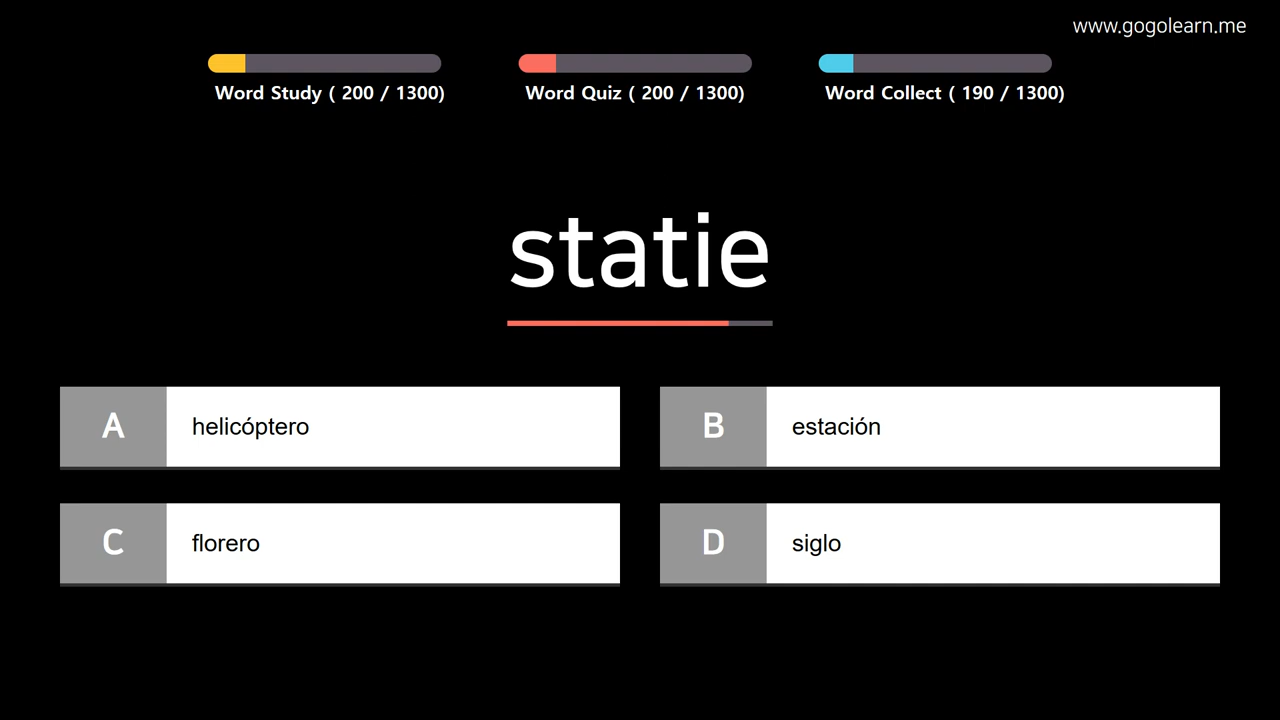 www.gogolearn.me
Word Study ( 200 / 1300)
Word Quiz ( 200 / 1300)
Word Collect ( 190 / 1300)
statie
A helicóptero
B estación
C florero
D siglo